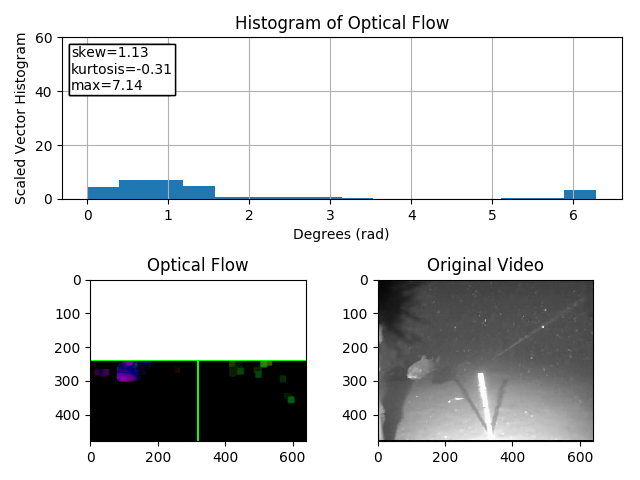 Histogram of Optical Flow
Scaled Vector Histogram
60
40
20
0
skew=1.13
kurtosis=-0.31
max=7.14
0 1 2 3 4 5 6
Degrees (rad)
Optical Flow
0
100
200
300
400
0 200 400 600
Original Video
0
100
200
300
400
0 200 400 600